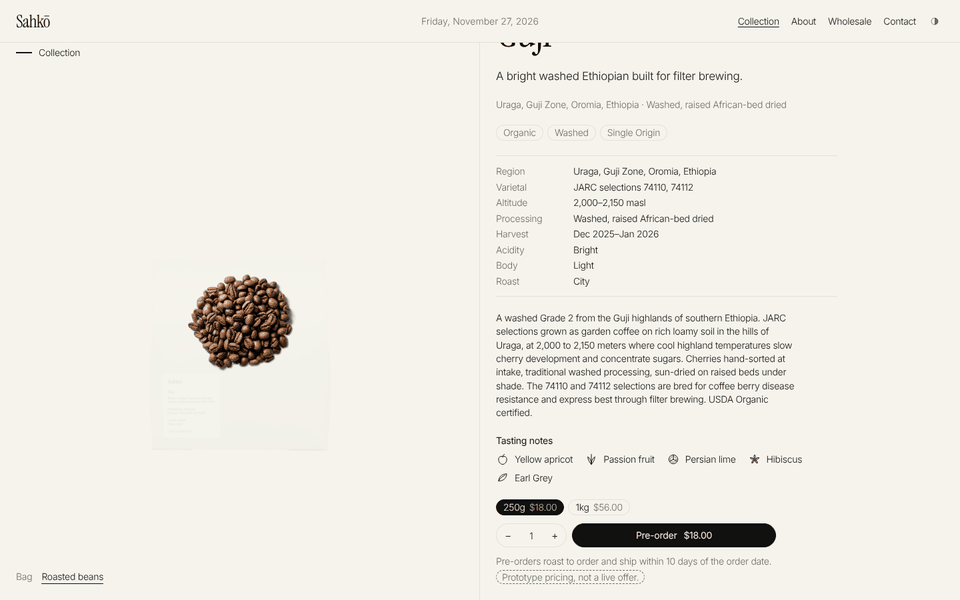 Sahkō
Friday, November 27, 2026
Collection About Wholesale Contact
Collection
Guji
A bright washed Ethiopian built for filter brewing.
Uraga, Guji Zone, Oromia, Ethiopia · Washed, raised African-bed dried
Organic Washed Single Origin
Region Uraga, Guji Zone, Oromia, Ethiopia
Varietal JARC selections 74110, 74112
Altitude 2,000–2,150 masl
Processing Washed, raised African-bed dried
Harvest Dec 2025–Jan 2026
Acidity Bright
Body Light
Roast City
A washed Grade 2 from the Guji highlands of southern Ethiopia. JARC
selections grown as garden coffee on rich loamy soil in the hills of
Uraga, at 2,000 to 2,150 meters where cool highland temperatures slow
cherry development and concentrate sugars. Cherries hand-sorted at
intake, traditional washed processing, sun-dried on raised beds under
shade. The 74110 and 74112 selections are bred for coffee berry disease
resistance and express best through filter brewing. USDA Organic
certified.
Tasting notes
Yellow apricot Passion fruit Persian lime Hibiscus
Earl Grey
250g $18.00 1kg $56.00
− 1 + Pre-order $18.00
Pre-orders roast to order and ship within 10 days of the order date.
Prototype pricing, not a live offer.
Bag Roasted beans